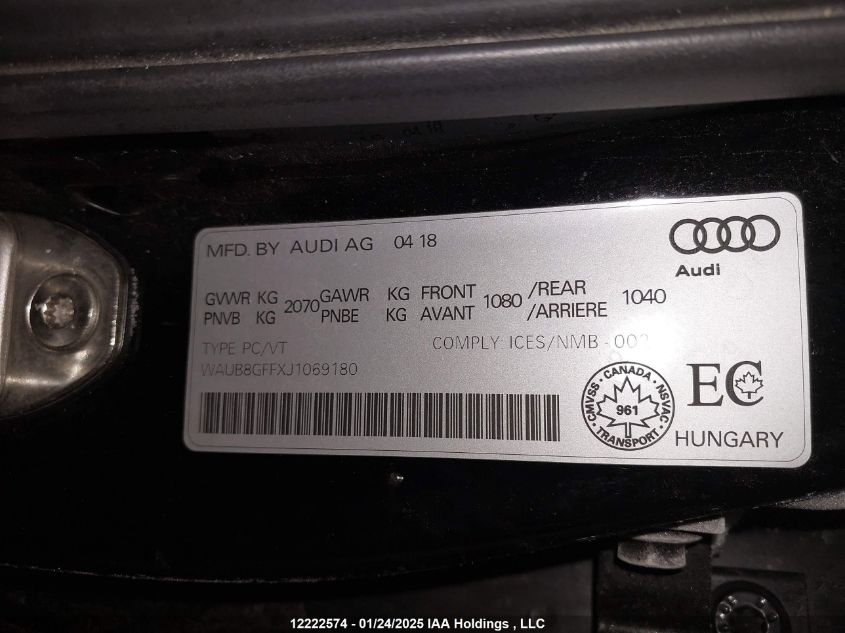 MFD. BY AUDI AG 04 18
Audi
GVWR KG 2070 GAWR KG FRONT 1080 /REAR 1040
PNVB KG PNBE KG AVANT /ARRIERE
TYPE PC/VT COMPLY: ICES/NMB - 002
WAUB8GFFXJ1069180
CMVSS · CANADA · NSVAC
961
TRANSPORT
EC
HUNGARY
12222574 - 01/24/2025 IAA Holdings , LLC